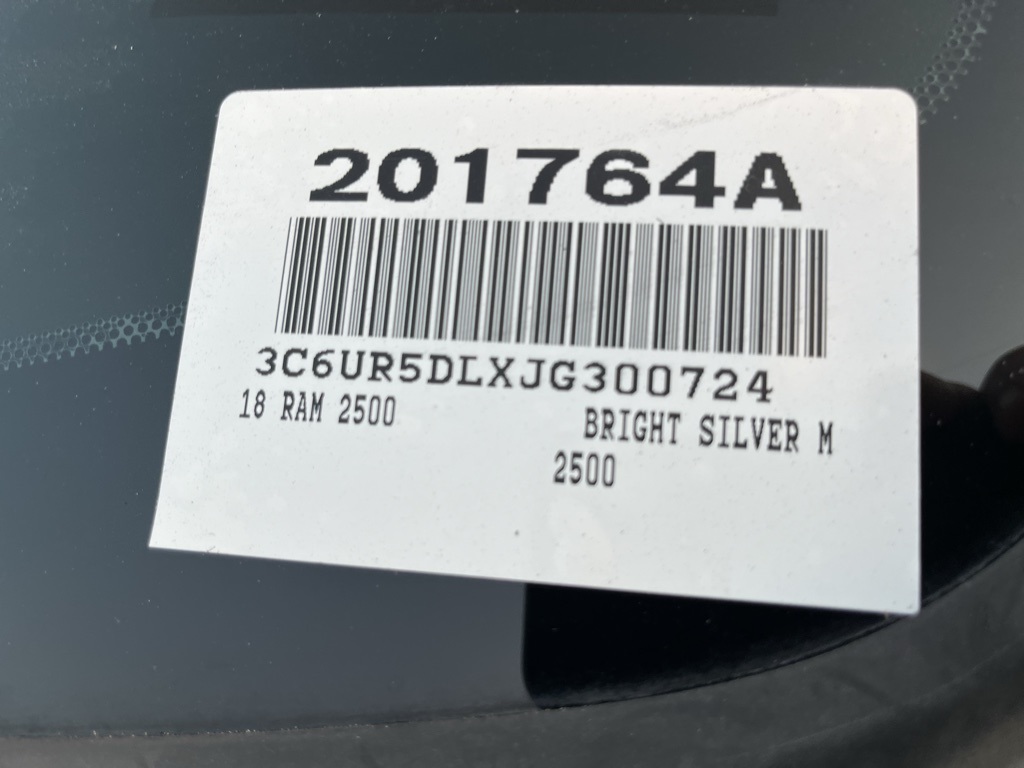 201764A
3C6UR5DLXJG300724
18 RAM 2500 BRIGHT SILVER M
2500